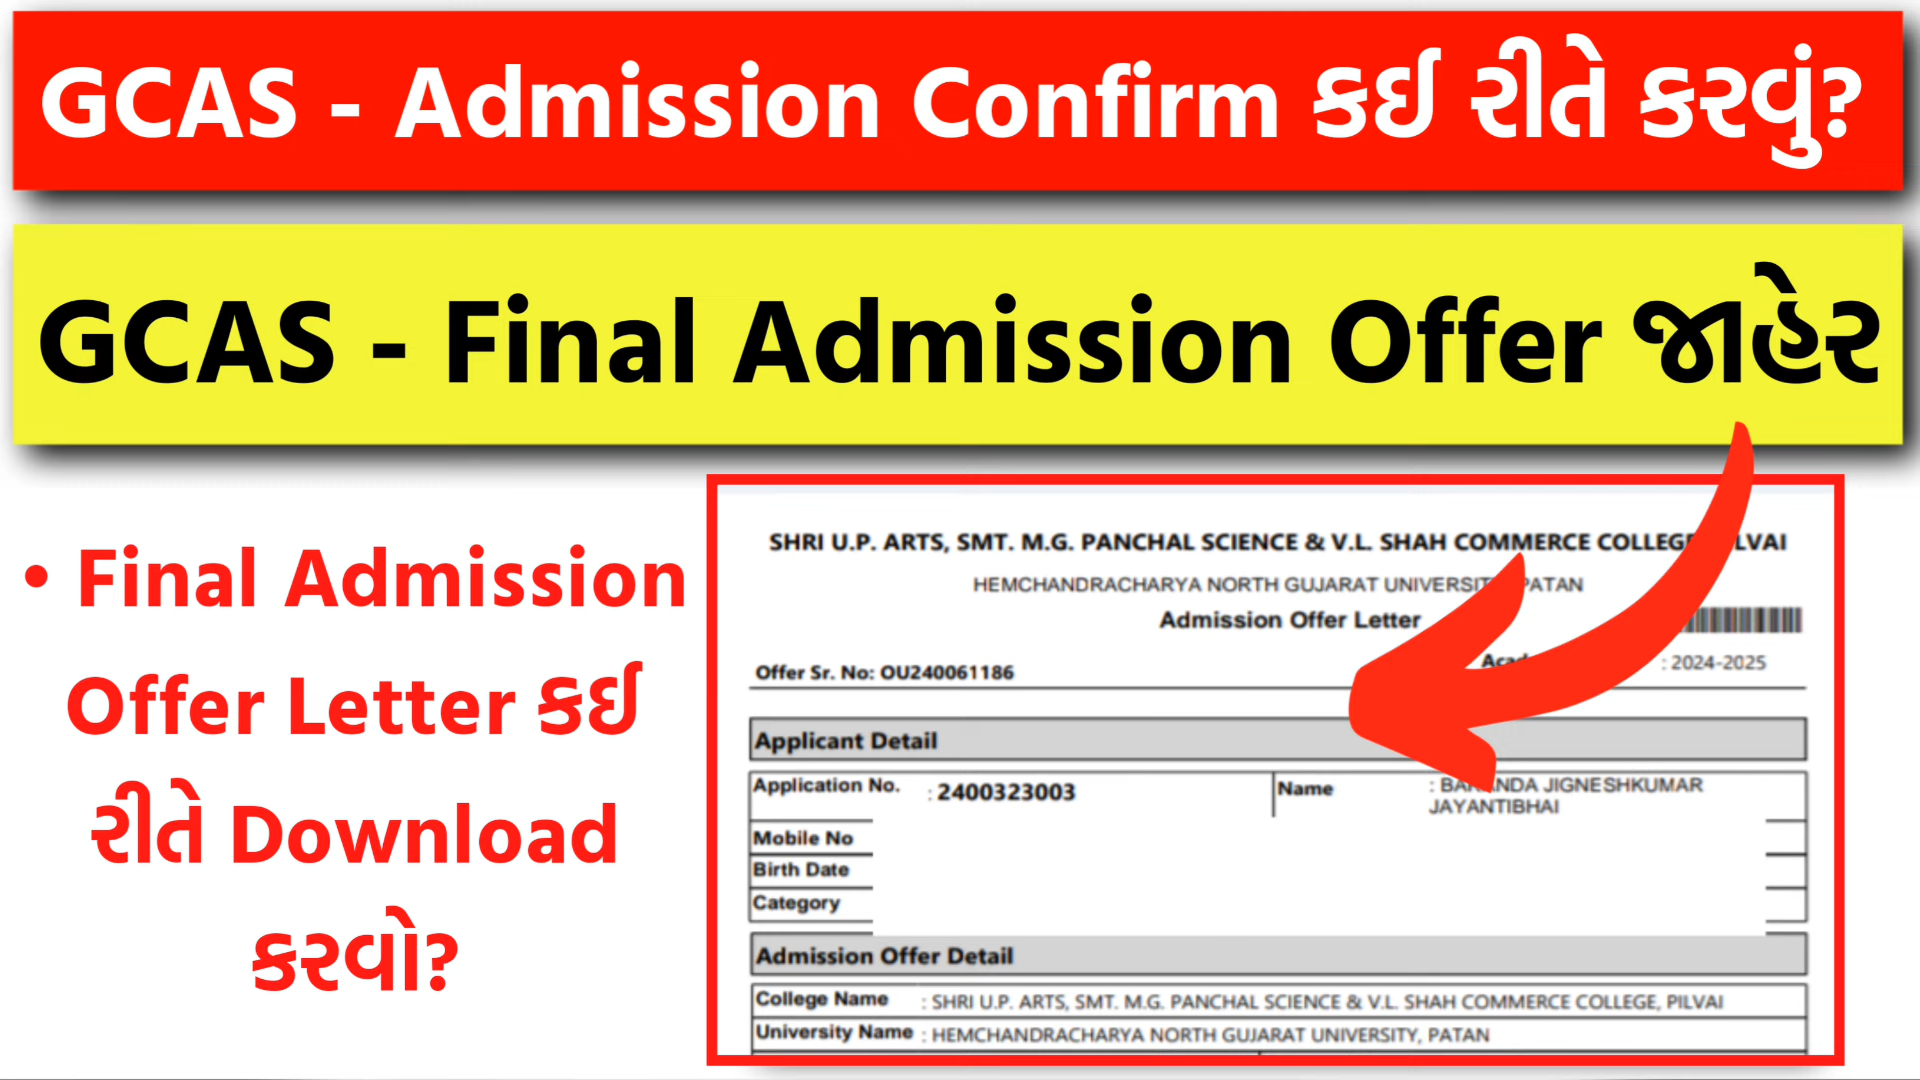 GCAS - Admission Confirm કઈ રીતે કરવું?
GCAS - Final Admission Offer જાહેર
• Final Admission
Offer Letter કઈ
રીતે Download
કરવો?
SHRI U.P. ARTS, SMT. M.G. PANCHAL SCIENCE & V.L. SHAH COMMERCE
HEMCHANDRACHARYA NORTH GUJARAT PATAN
Admission Offer Letter
Offer Sr. No: OU240061186 : 2024-2025
Applicant Detail
Application No. : 2400323003 Name : JIGNESHKUMAR
JAYANTIBHAI
Mobile No
Birth Date
Category
Admission Offer Detail
College Name : SHRI U.P. ARTS, SMT. M.G. PANCHAL SCIENCE & V.L. SHAH COMMERCE COLLEGE, PILVAI
University Name : HEMCHANDRACHARYA NORTH GUJARAT UNIVERSITY, PATAN